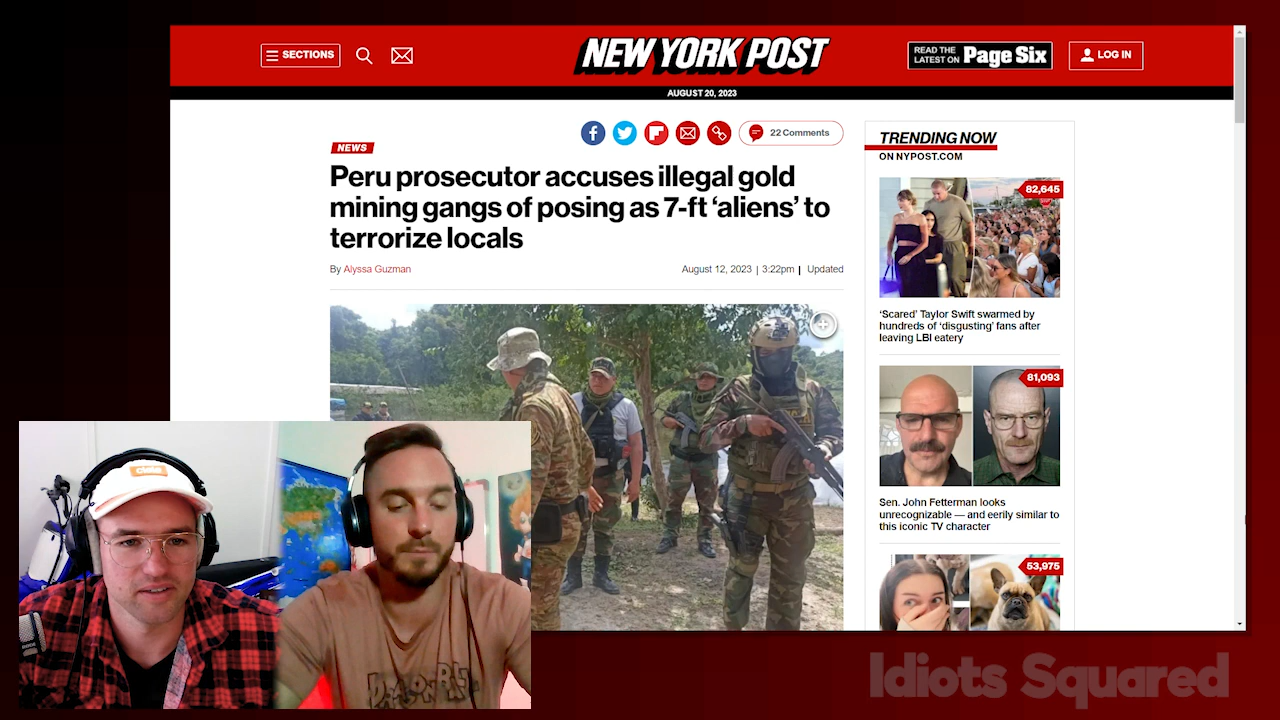 SECTIONS
NEW YORK POST
READ THE
LATEST ON
Page Six
LOG IN
AUGUST 20, 2023
22 Comments
NEWS
Peru prosecutor accuses illegal gold
mining gangs of posing as 7-ft ‘aliens’ to
terrorize locals
By Alyssa Guzman
August 12, 2023 | 3:22pm | Updated
TRENDING NOW
ON NYPOST.COM
82,645
‘Scared’ Taylor Swift swarmed by
hundreds of ‘disgusting’ fans after
leaving LBI eatery
81,093
Sen. John Fetterman looks
unrecognizable — and eerily similar to
this iconic TV character
53,975
Idiots Squared